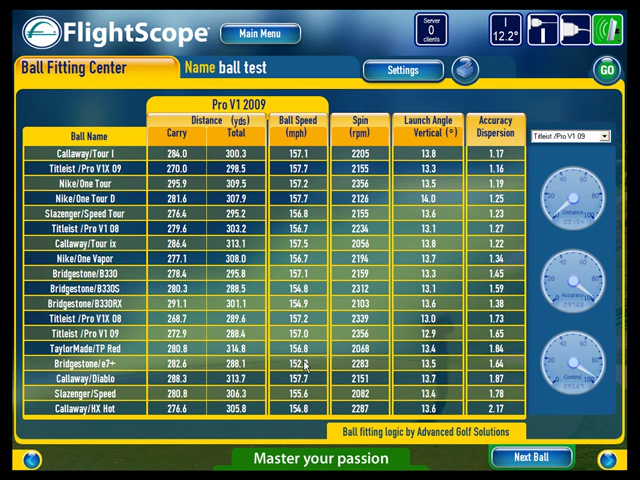 FlightScope
Main Menu
Server 0 clients
12.2°
Ball Fitting Center
Name ball test
Settings
GO
Pro V1 2009
Distance (yds) Ball Speed (mph) Spin (rpm) Launch Angle Vertical (°) Accuracy Dispersion
Ball Name Carry Total
Callaway/Tour I 284.0 300.3 157.1 2205 13.8 1.17
Titleist /Pro V1X 09 270.0 298.5 157.7 2155 13.3 1.16
Nike/One Tour 295.9 309.5 157.2 2356 13.5 1.19
Nike/One Tour D 281.6 307.9 157.7 2126 14.0 1.25
Slazenger/Speed Tour 276.4 295.2 156.8 2155 13.6 1.23
Titleist /Pro V1 08 279.6 303.2 156.7 2234 13.1 1.27
Callaway/Tour ix 286.4 313.1 157.5 2056 13.8 1.22
Nike/One Vapor 277.1 308.0 156.7 2194 13.7 1.34
Bridgestone/B330 278.4 295.8 157.1 2159 13.3 1.45
Bridgestone/B330S 280.3 288.5 154.8 2312 13.1 1.59
Bridgestone/B330RX 291.1 301.1 154.9 2103 13.6 1.38
Titleist /Pro V1X 08 268.7 289.6 157.2 2339 13.0 1.73
Titleist /Pro V1 09 272.9 288.4 157.0 2356 12.9 1.65
TaylorMade/TP Red 280.8 314.8 156.8 2068 13.4 1.84
Bridgestone/e7+ 282.6 288.1 152. 2283 13.5 1.64
Callaway/Diablo 288.3 313.7 157.7 2151 13.7 1.87
Slazenger/Speed 280.8 306.3 155.6 2082 13.4 1.78
Callaway/HX Hot 276.6 305.8 154.8 2287 13.6 2.17
Titleist /Pro V1 09
Distance
Accuracy
Control
Ball fitting logic by Advanced Golf Solutions
Master your passion
Next Ball